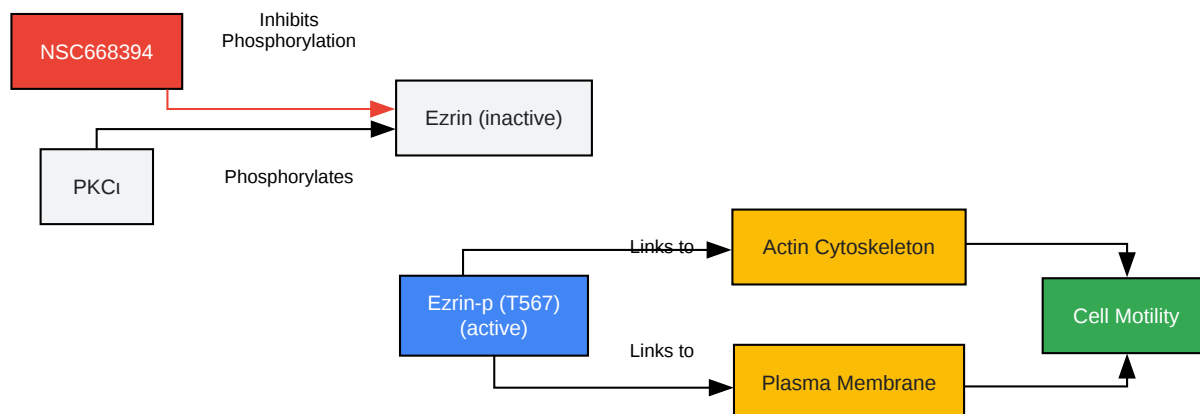 Inhibits
Phosphorylation
NSC668394
Ezrin (inactive)
Phosphorylates
PKCι
Links to
Actin Cytoskeleton
Ezrin-p (T567)
(active)
Cell Motility
Links to
Plasma Membrane